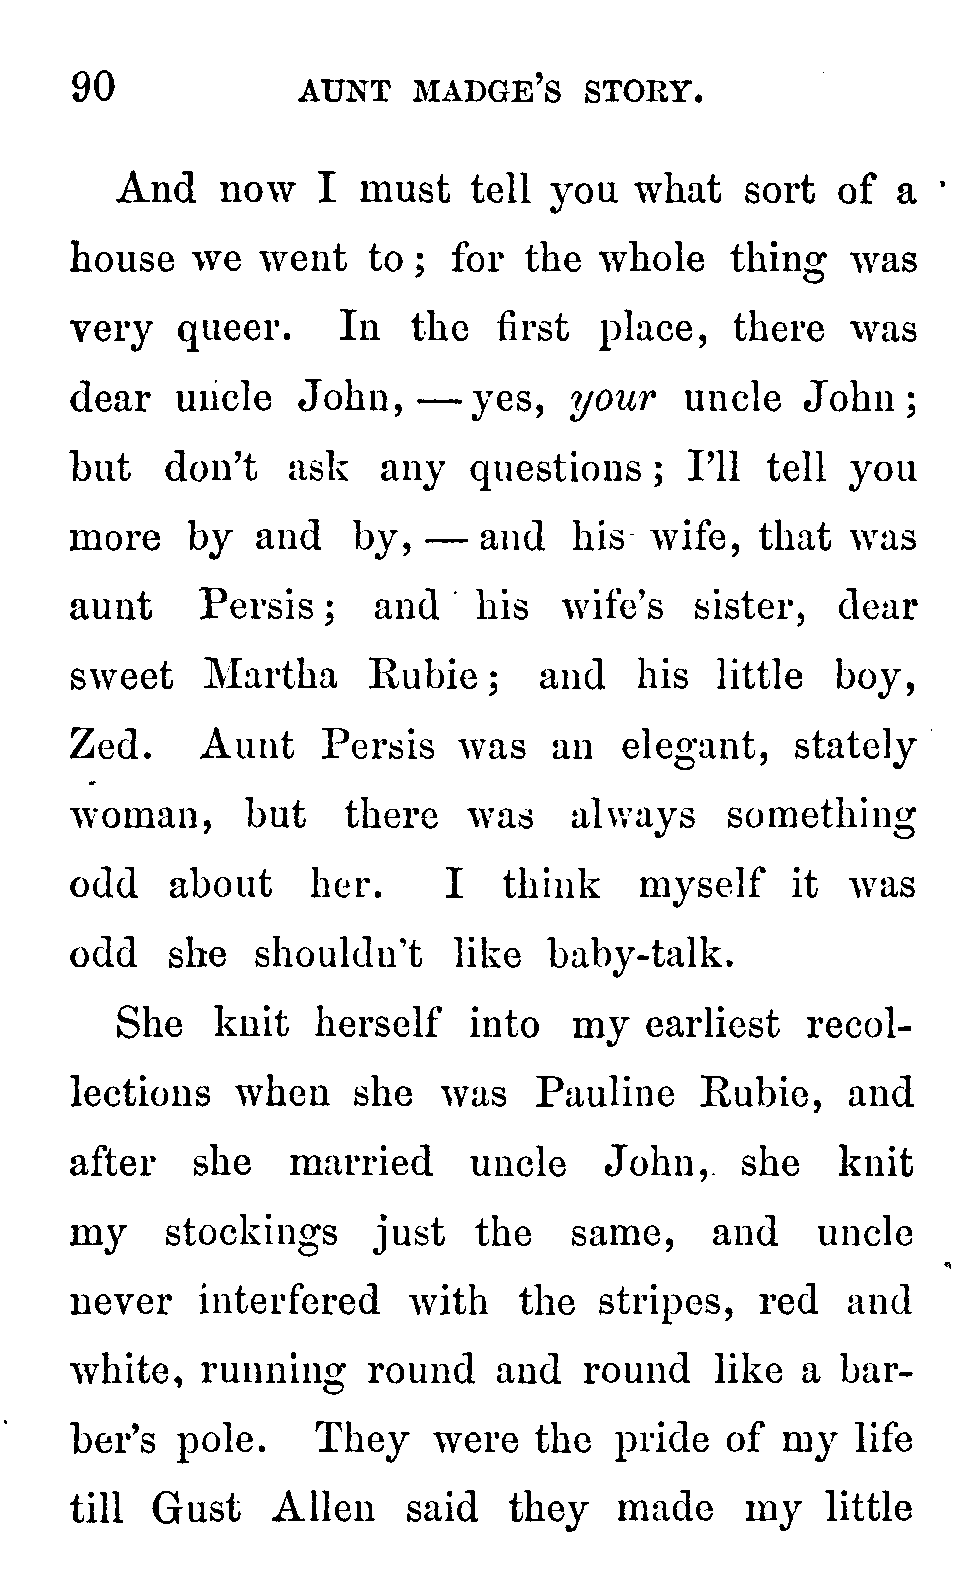 90 AUNT MADGE'S STORY.
And now I must tell you what sort of a
house we went to; for the whole thing was
very queer. In the first place, there was
dear uncle John, — yes, your uncle John;
but don't ask any questions; I'll tell you
more by and by, — and his wife, that was
aunt Persis; and his wife's sister, dear
sweet Martha Rubie; and his little boy,
Zed. Aunt Persis was an elegant, stately
woman, but there was always something
odd about her. I think myself it was
odd she shouldn't like baby-talk.
She knit herself into my earliest recol-
lections when she was Pauline Rubie, and
after she married uncle John, she knit
my stockings just the same, and uncle
never interfered with the stripes, red and
white, running round and round like a bar-
ber's pole. They were the pride of my life
till Gust Allen said they made my little